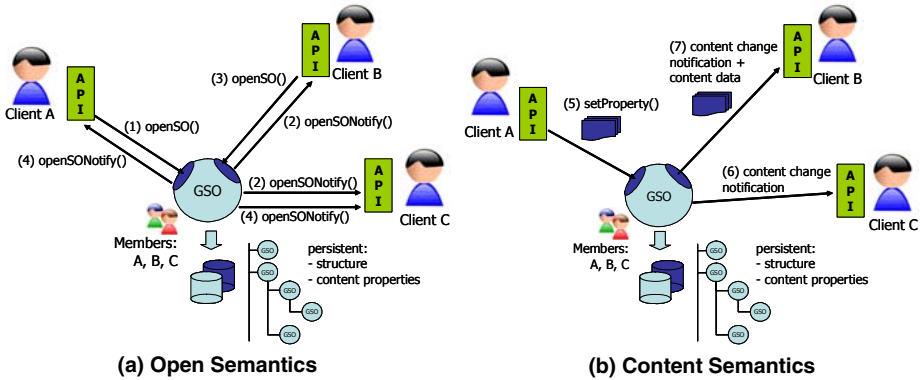 A
P
I
Client A
(1) openSO()
(4) openSONotify()
A
P
I
Client B
(3) openSO()
(2) openSONotify()
GSO
(2) openSONotify()
(4) openSONotify()
A
P
I
Client C
Members:
A, B, C
GSO
GSO
GSO
GSO
GSO
persistent:
- structure
- content properties
(a) Open Semantics
A
P
I
Client A
(5) setProperty()
(7) content change
notification +
content data
A
P
I
Client B
GSO
(6) content change
notification
A
P
I
Client C
Members:
A, B, C
GSO
GSO
GSO
GSO
GSO
persistent:
- structure
- content properties
(b) Content Semantics